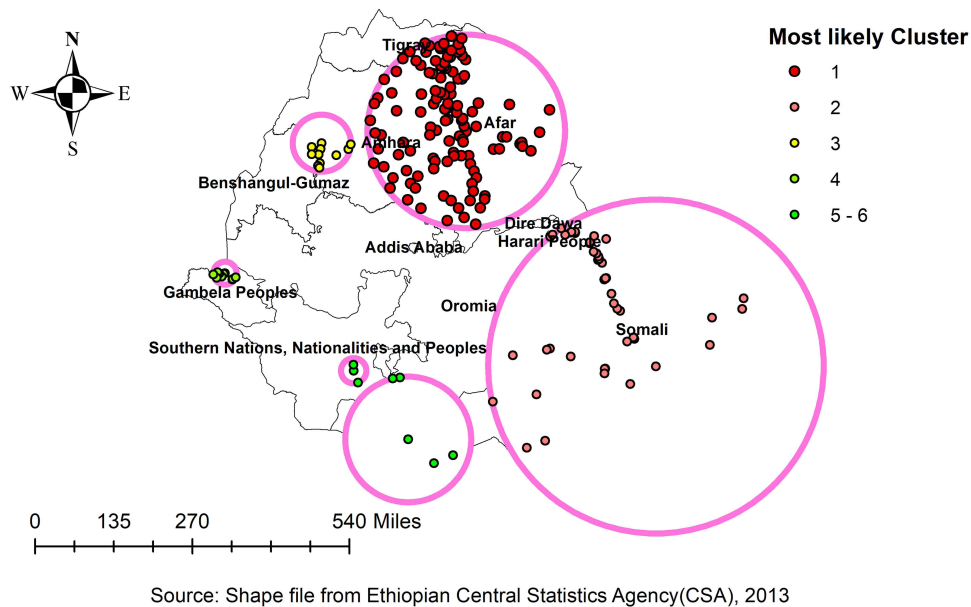 N
W
E
S
Most likely Cluster
1
2
3
4
5 - 6
Tigray
Afar
Amhara
Benshangul-Gumaz
Dire Dawa
Harari People
Addis Ababa
Gambela Peoples
Oromia
Somali
Southern Nations, Nationalities and Peoples
0 135 270 540 Miles
Source: Shape file from Ethiopian Central Statistics Agency(CSA), 2013